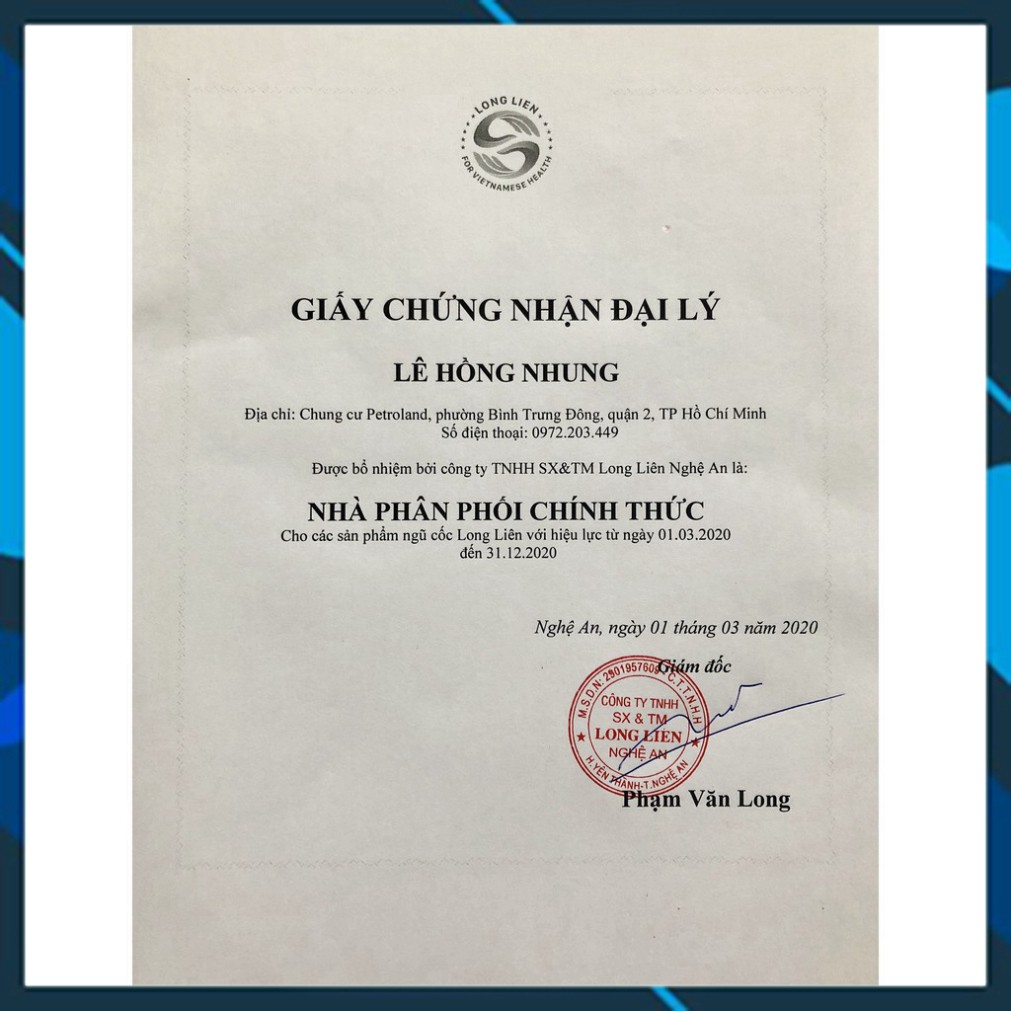 LONG LIEN
FOR VIETNAMESE HEALTH
GIẤY CHỨNG NHẬN ĐẠI LÝ
LÊ HỒNG NHUNG
Địa chỉ: Chung cư Petroland, phường Bình Trưng Đông, quận 2, TP Hồ Chí Minh
Số điện thoại: 0972.203.449
Được bổ nhiệm bởi công ty TNHH SX&TM Long Liên Nghệ An là:
NHÀ PHÂN PHỐI CHÍNH THỨC
Cho các sản phẩm ngũ cốc Long Liên với hiệu lực từ ngày 01.03.2020
đến 31.12.2020
Nghệ An, ngày 01 tháng 03 năm 2020
Giám đốc
M.S.D.N: 2901957609 C.T.T.N.H.H
CÔNG TY TNHH
SX & TM
LONG LIÊN
NGHỆ AN
H. YÊN THÀNH-T.NGHỆ AN
Phạm Văn Long